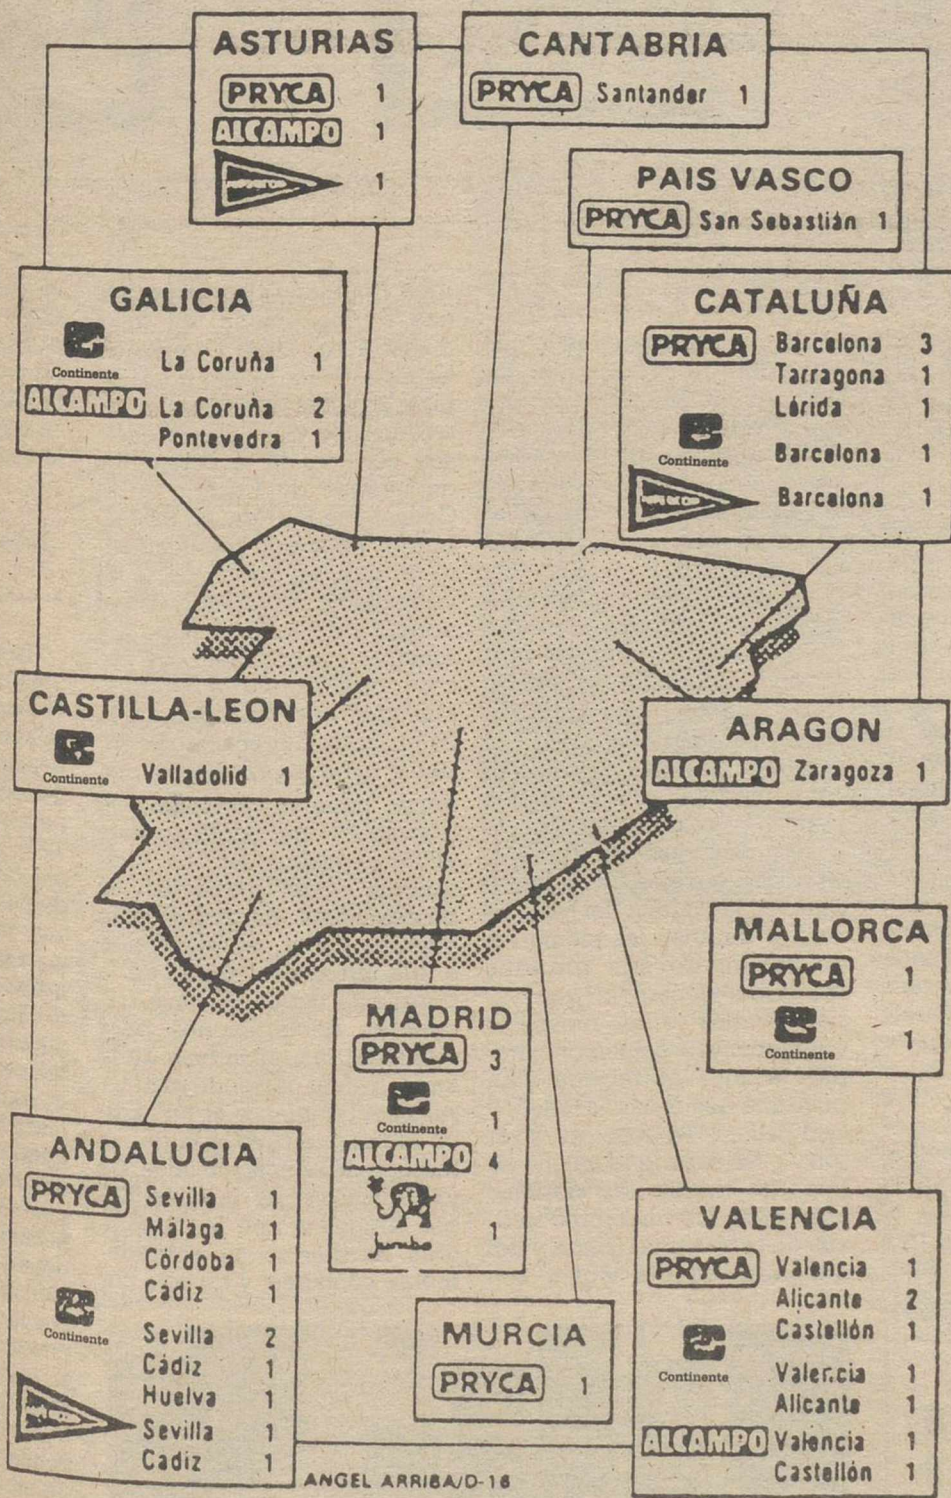 ASTURIAS
PRYCA 1
ALCAMPO 1
1
CANTABRIA
PRYCA Santander 1
PAIS VASCO
PRYCA San Sebastián 1
GALICIA
Continente La Coruña 1
ALCAMPO La Coruña 2
Pontevedra 1
CATALUÑA
PRYCA Barcelona 3
Tarragona 1
Lérida 1
Continente Barcelona 1
Barcelona 1
CASTILLA-LEON
Continente Valladolid 1
ARAGON
ALCAMPO Zaragoza 1
MALLORCA
PRYCA 1
Continente 1
MADRID
PRYCA 3
Continente 1
ALCAMPO 4
Jumbo 1
ANDALUCIA
PRYCA Sevilla 1
Málaga 1
Córdoba 1
Cádiz 1
Continente Sevilla 2
Cádiz 1
Huelva 1
Sevilla 1
Cadiz 1
MURCIA
PRYCA 1
VALENCIA
PRYCA Valencia 1
Alicante 2
Castellón 1
Continente Valencia 1
Alicante 1
ALCAMPO Valencia 1
Castellón 1
ANGEL ARRIBA/D-16